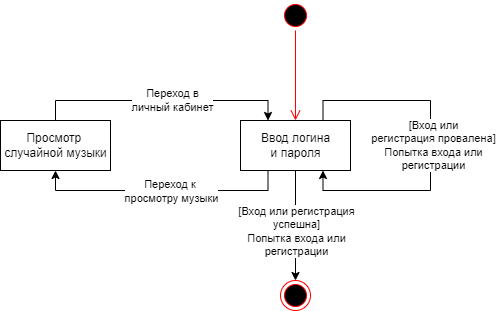 Переход в
личный кабинет
Просмотр
случайной музыки
Ввод логина
и пароля
[Вход или
регистрация провалена]
Попытка входа или
регистрации
Переход к
просмотру музыки
[Вход или регистрация
успешна]
Попытка входа или
регистрации